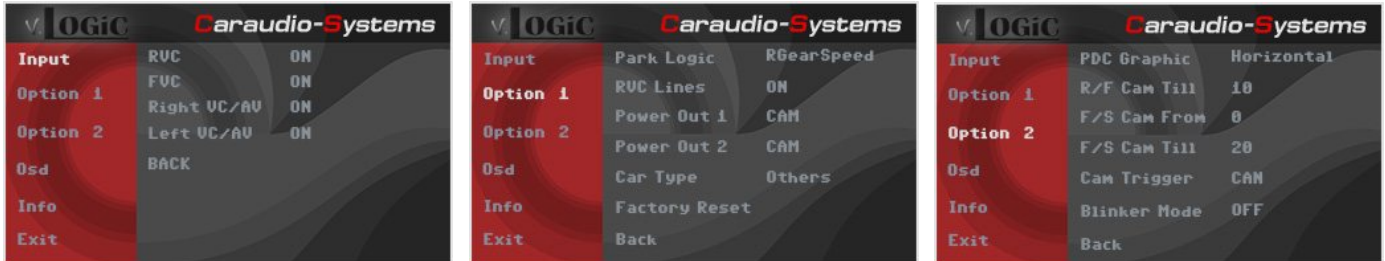 v.LOGiC Caraudio-Systems
Input
Option 1
Option 2
Osd
Info
Exit
RVC ON
FVC ON
Right VC/AV ON
Left VC/AV ON
BACK
v.LOGiC Caraudio-Systems
Input
Option 1
Option 2
Osd
Info
Exit
Park Logic RGearSpeed
RVC Lines ON
Power Out 1 CAM
Power Out 2 CAM
Car Type Others
Factory Reset
Back
v.LOGiC Caraudio-Systems
Input
Option 1
Option 2
Osd
Info
Exit
PDC Graphic Horizontal
R/F Cam Till 10
F/S Cam From 0
F/S Cam Till 20
Cam Trigger CAN
Blinker Mode OFF
Back